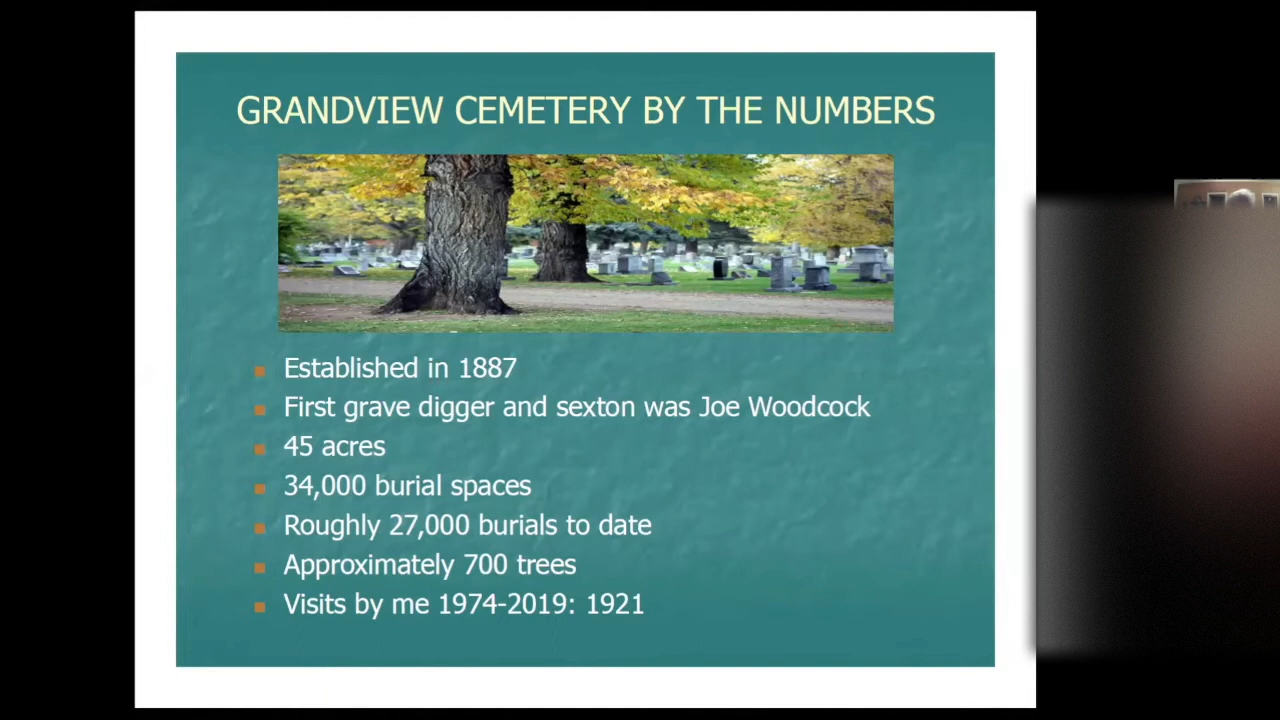 GRANDVIEW CEMETERY BY THE NUMBERS
Established in 1887
First grave digger and sexton was Joe Woodcock
45 acres
34,000 burial spaces
Roughly 27,000 burials to date
Approximately 700 trees
Visits by me 1974-2019: 1921